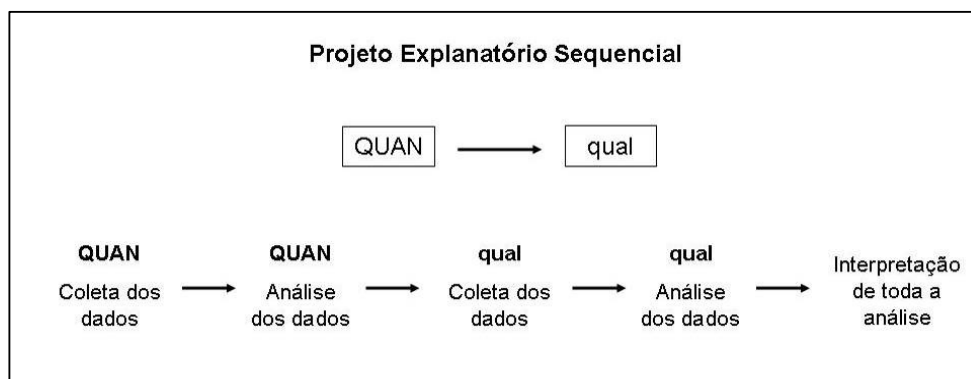 Projeto Explanatório Sequencial
QUAN
qual
QUAN
Coleta dos
dados
QUAN
Análise
dos dados
qual
Coleta dos
dados
qual
Análise
dos dados
Interpretação
de toda a
análise